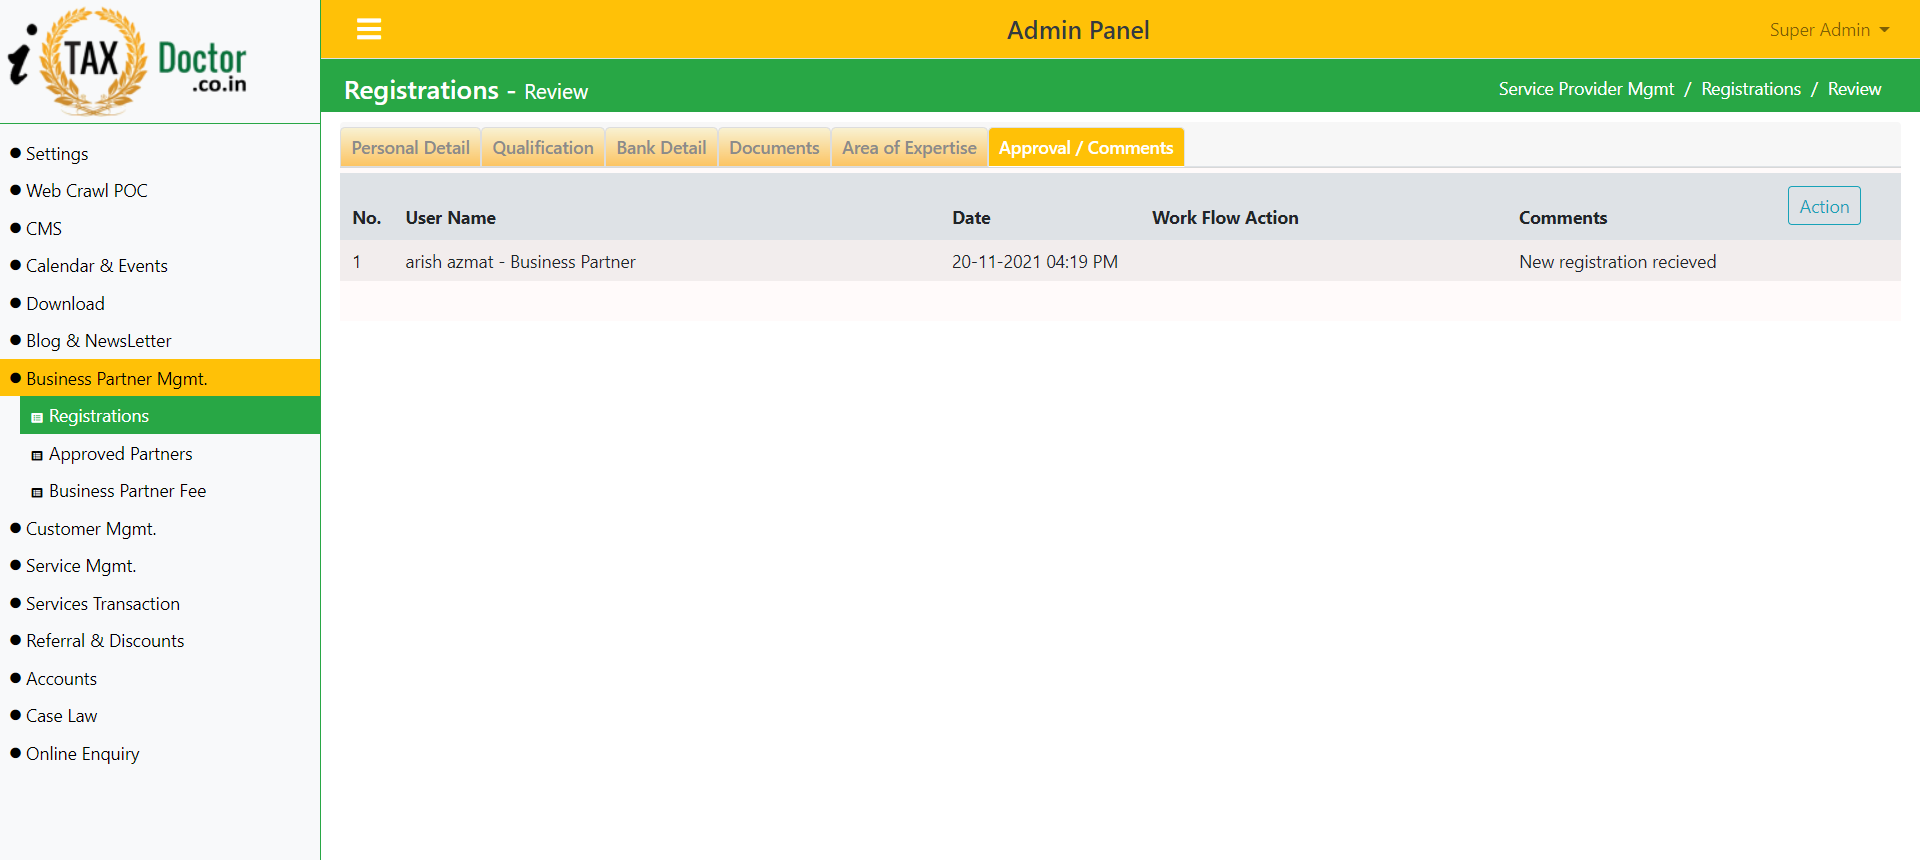 i TAX Doctor
.co.in
Admin Panel
Super Admin
Registrations - Review
Service Provider Mgmt / Registrations / Review
Settings
Web Crawl POC
CMS
Calendar & Events
Download
Blog & NewsLetter
Business Partner Mgmt.
Registrations
Approved Partners
Business Partner Fee
Customer Mgmt.
Service Mgmt.
Services Transaction
Referral & Discounts
Accounts
Case Law
Online Enquiry
Personal Detail Qualification Bank Detail Documents Area of Expertise Approval / Comments
No. User Name Date Work Flow Action Comments Action
1 arish azmat - Business Partner 20-11-2021 04:19 PM New registration recieved